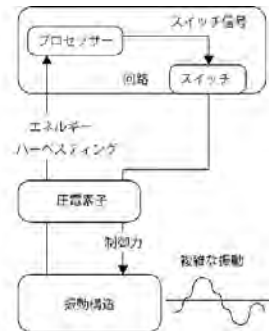 スイッチ信号
プロセッサー
回路
スイッチ
エネルギー
ハーベスティング
圧電素子
制御力
複雑な振動
振動構造